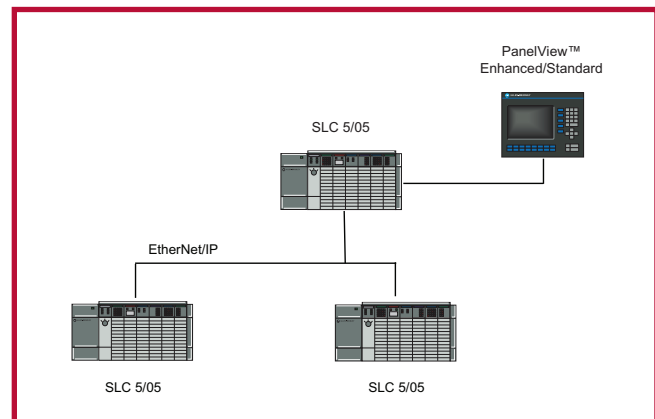 PanelView™
Enhanced/Standard
SLC 5/05
EtherNet/IP
SLC 5/05
SLC 5/05